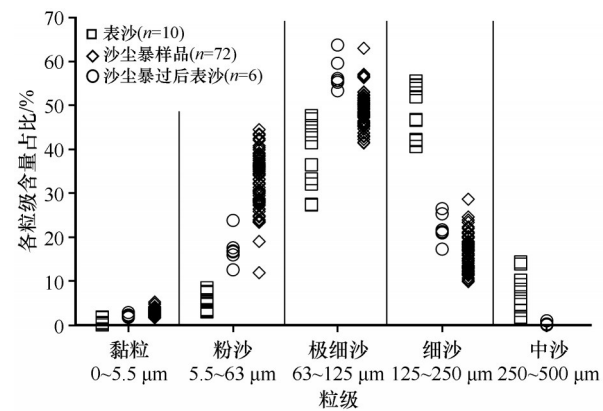 70
60
50
40
30
20
10
0
各粒级含量占比/%
表沙(n=10)
沙尘暴样品(n=72)
沙尘暴过后表沙(n=6)
黏粒 粉沙 极细沙 细沙 中沙
0~5.5 μm 5.5~63 μm 63~125 μm 125~250 μm 250~500 μm
粒级